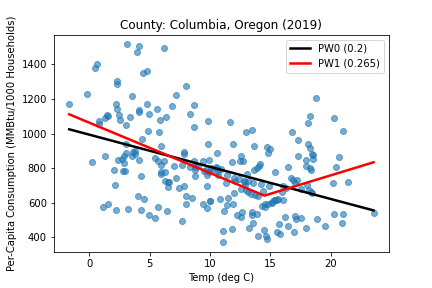 County: Columbia, Oregon (2019)
PW0 (0.2)
PW1 (0.265)
Per-Capita Consumption (MMBtu/1000 Households)
1400
1200
1000
800
600
400
0 5 10 15 20
Temp (deg C)